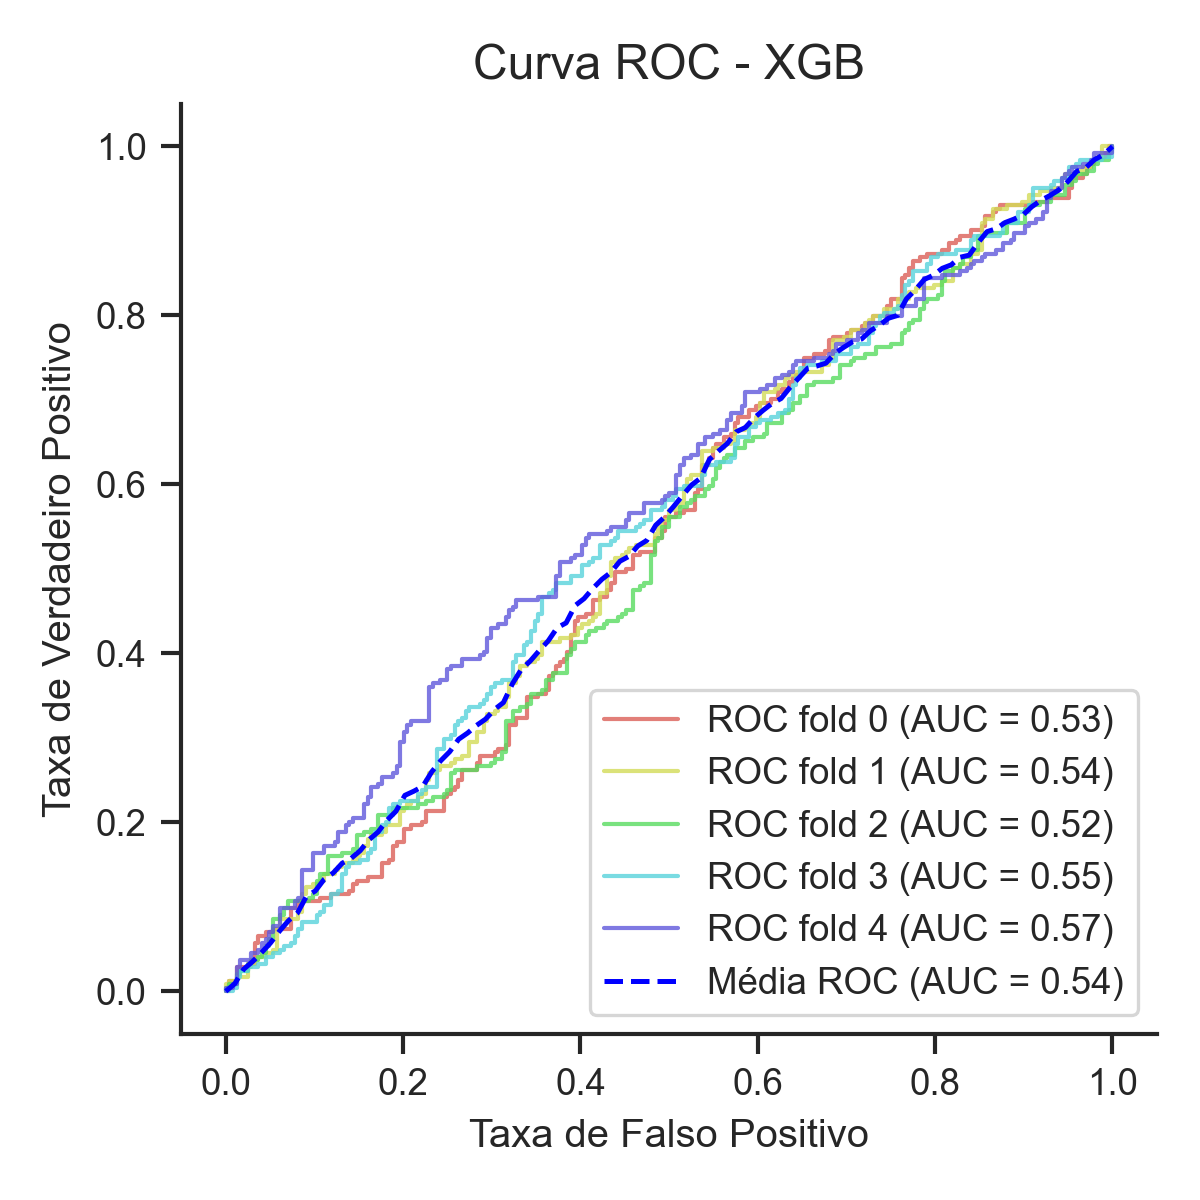 Curva ROC - XGB
Taxa de Verdadeiro Positivo
1.0
0.8
0.6
0.4
0.2
0.0
ROC fold 0 (AUC = 0.53)
ROC fold 1 (AUC = 0.54)
ROC fold 2 (AUC = 0.52)
ROC fold 3 (AUC = 0.55)
ROC fold 4 (AUC = 0.57)
Média ROC (AUC = 0.54)
0.0 0.2 0.4 0.6 0.8 1.0
Taxa de Falso Positivo